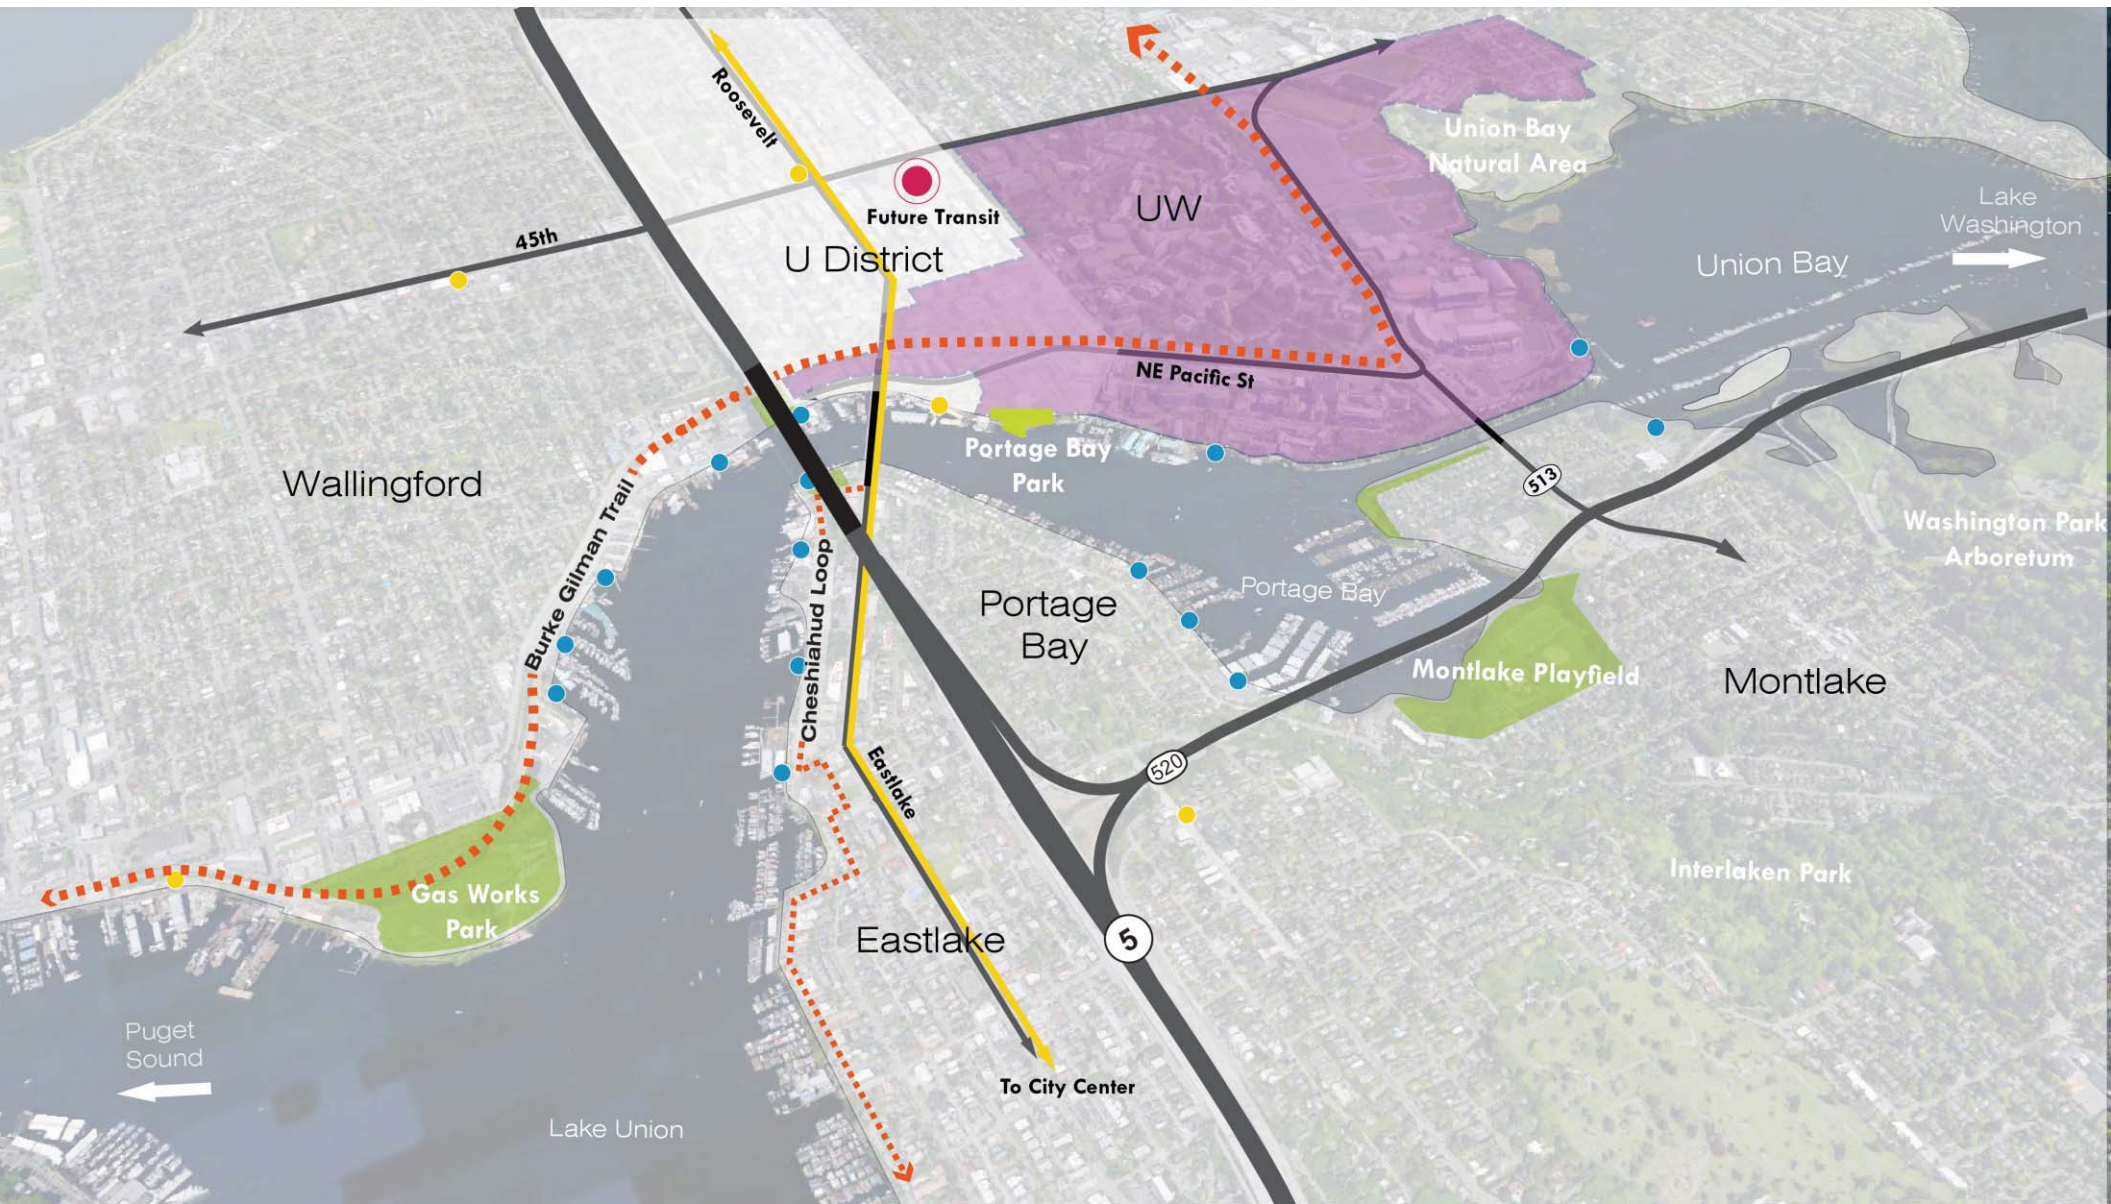 Roosevelt
45th
Future Transit
U District
UW
Union Bay
Natural Area
Lake
Washington
Union Bay
NE Pacific St
Portage Bay
Park
513
Wallingford
Burke Gilman Trail
Cheshiahud Loop
Portage
Bay
Portage Bay
Washington Park
Arboretum
Montlake Playfield
Montlake
520
Eastlake
Interlaken Park
Gas Works
Park
Eastlake
5
Puget
Sound
To City Center
Lake Union